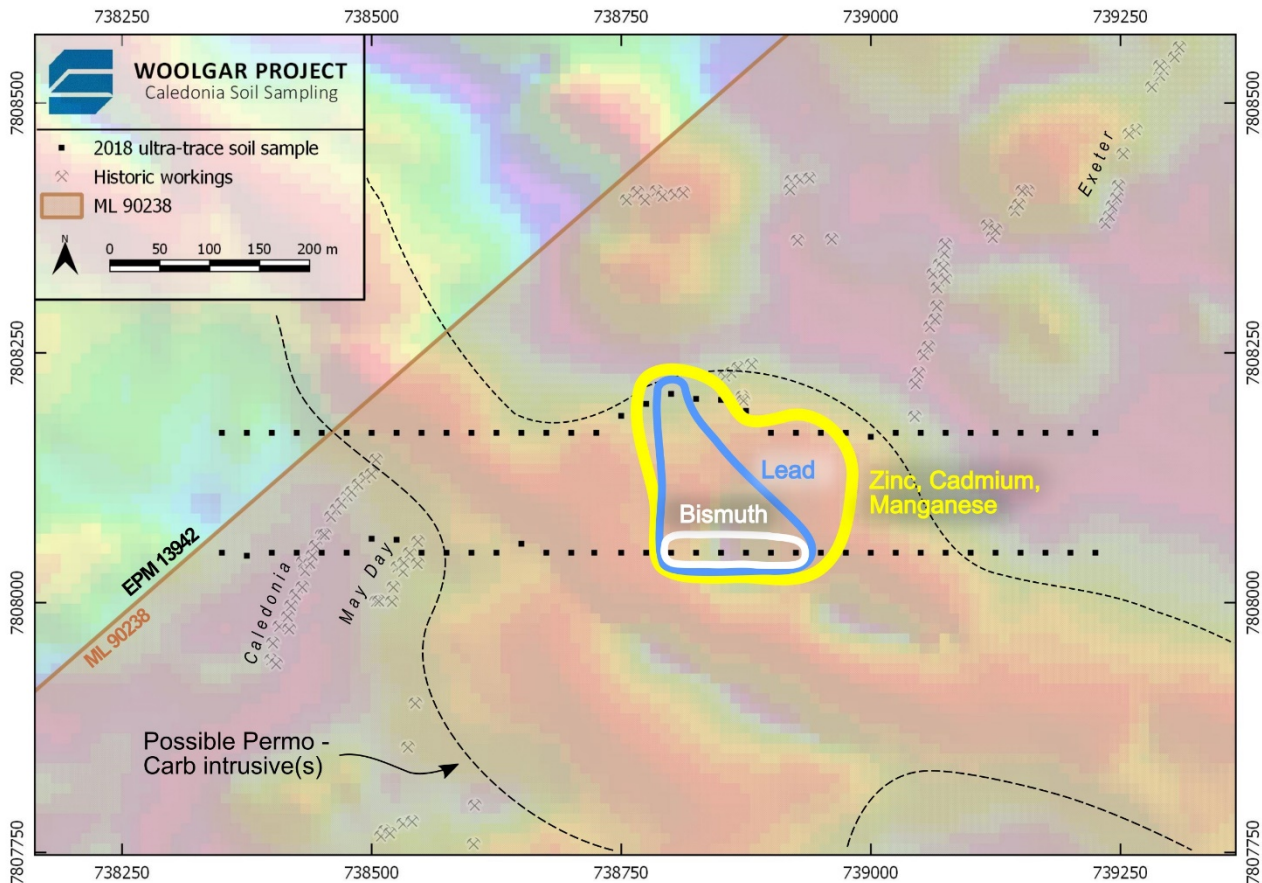 738250 738500 738750 739000 739250
WOOLGAR PROJECT
Caledonia Soil Sampling
2018 ultra-trace soil sample
Historic workings
ML 90238
N
0 50 100 150 200 m
7808500
7808500
Exeter
7808250
7808250
Lead
Zinc, Cadmium,
Manganese
Bismuth
EPM 13942
ML 90238
Caledonia
May Day
7808000
7808000
Possible Permo -
Carb intrusive(s)
7807750
7807750
738250 738500 738750 739000 739250